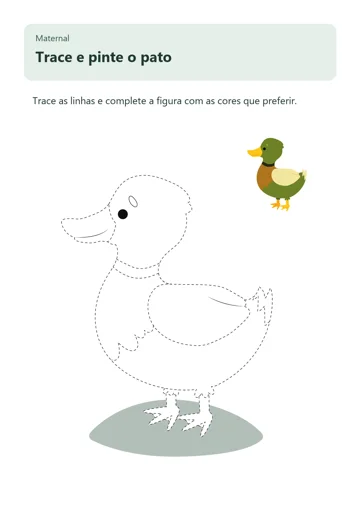 Maternal
Trace e pinte o pato
Trace as linhas e complete a figura com as cores que preferir.